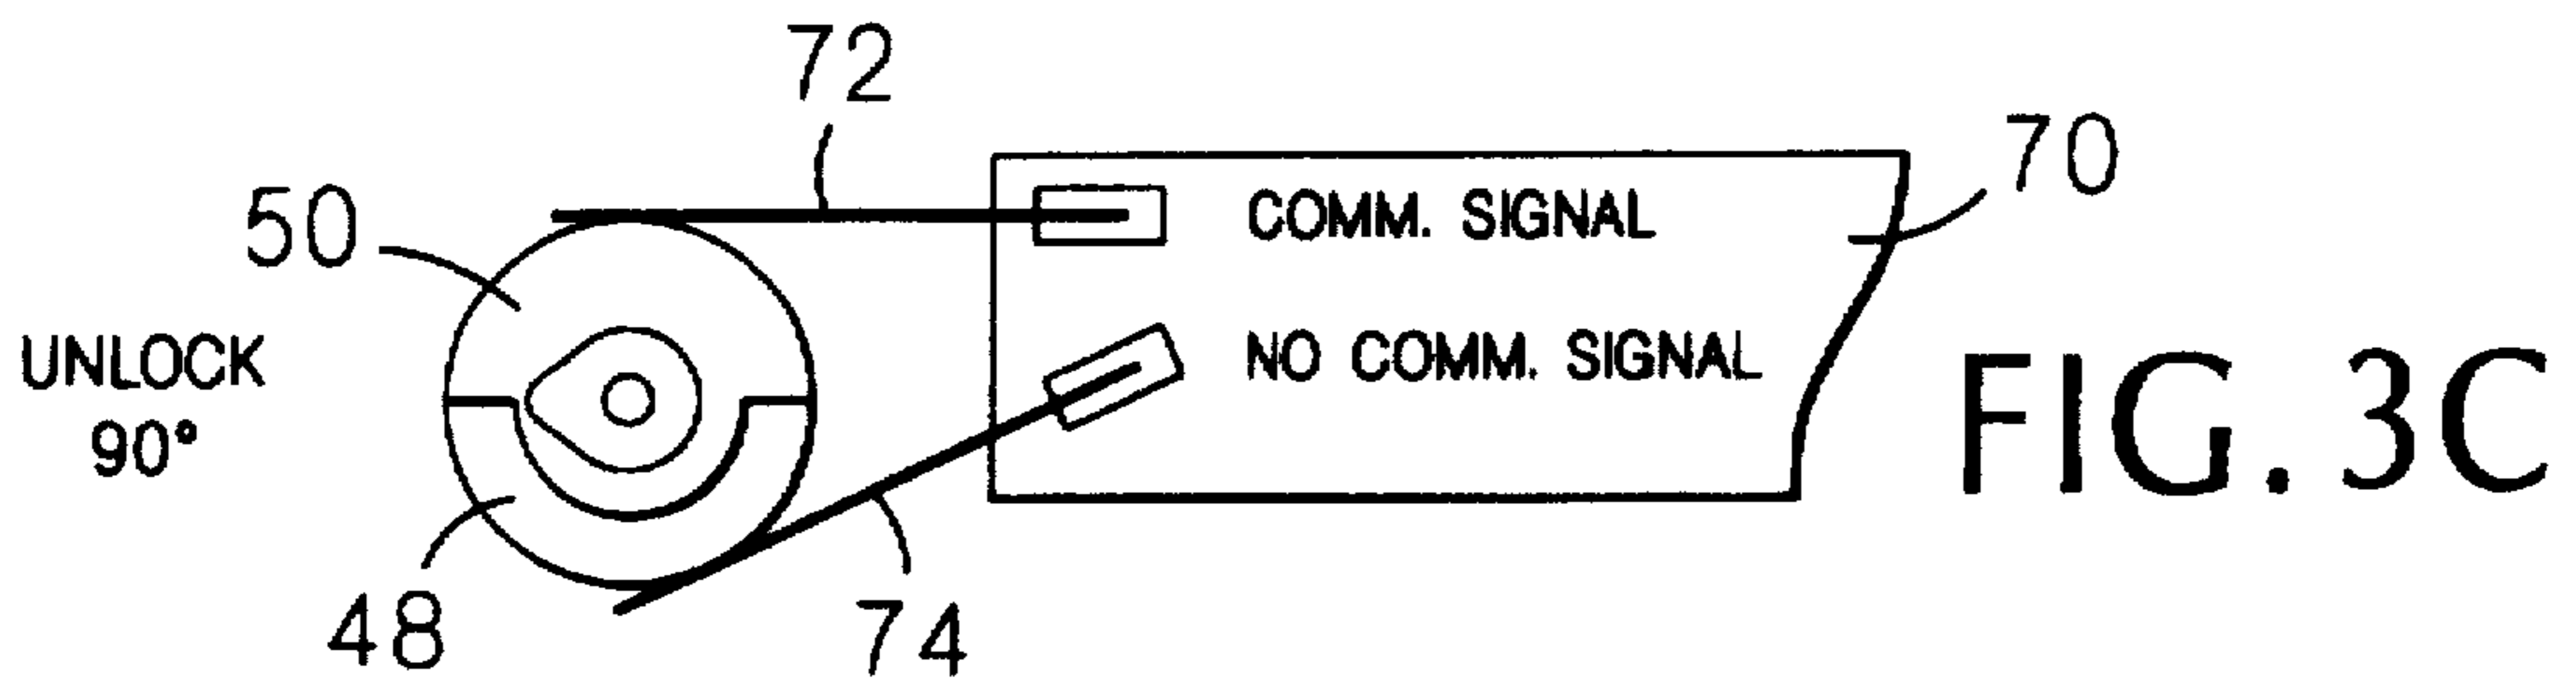 72
70
50
COMM. SIGNAL
UNLOCK
90°
NO COMM. SIGNAL
FIG. 3C
48
74